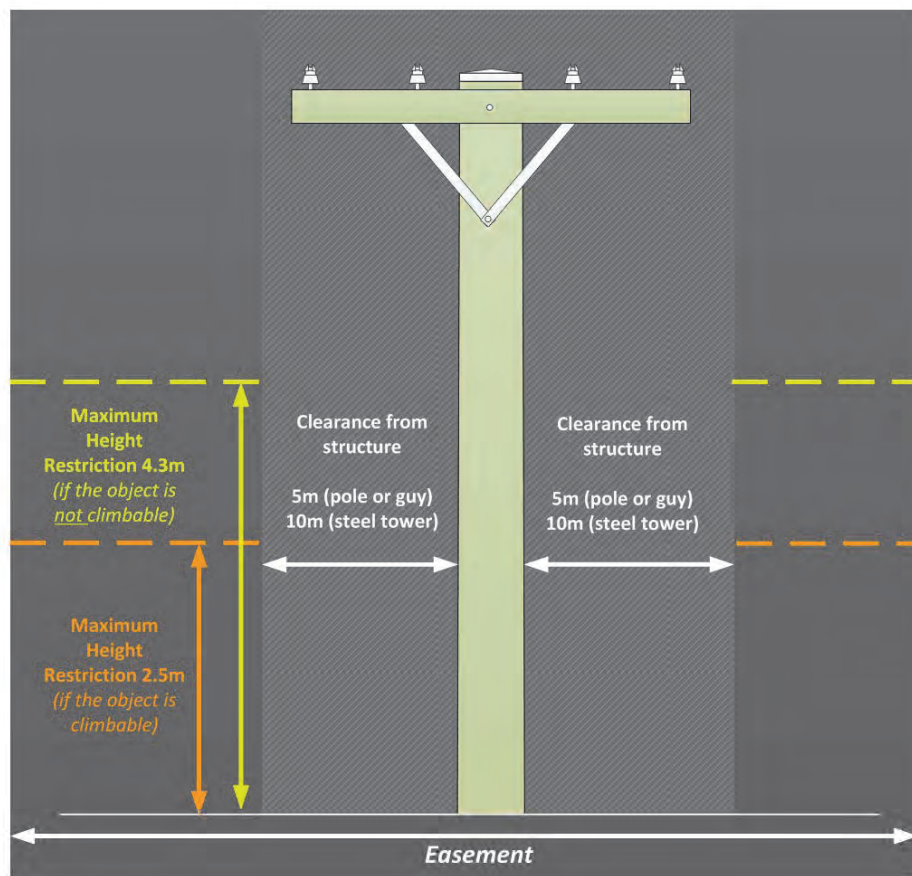 Maximum
Height
Restriction 4.3m
(if the object is
not climbable)
Maximum
Height
Restriction 2.5m
(if the object is
climbable)
Clearance from
structure
5m (pole or guy)
10m (steel tower)
Clearance from
structure
5m (pole or guy)
10m (steel tower)
Easement